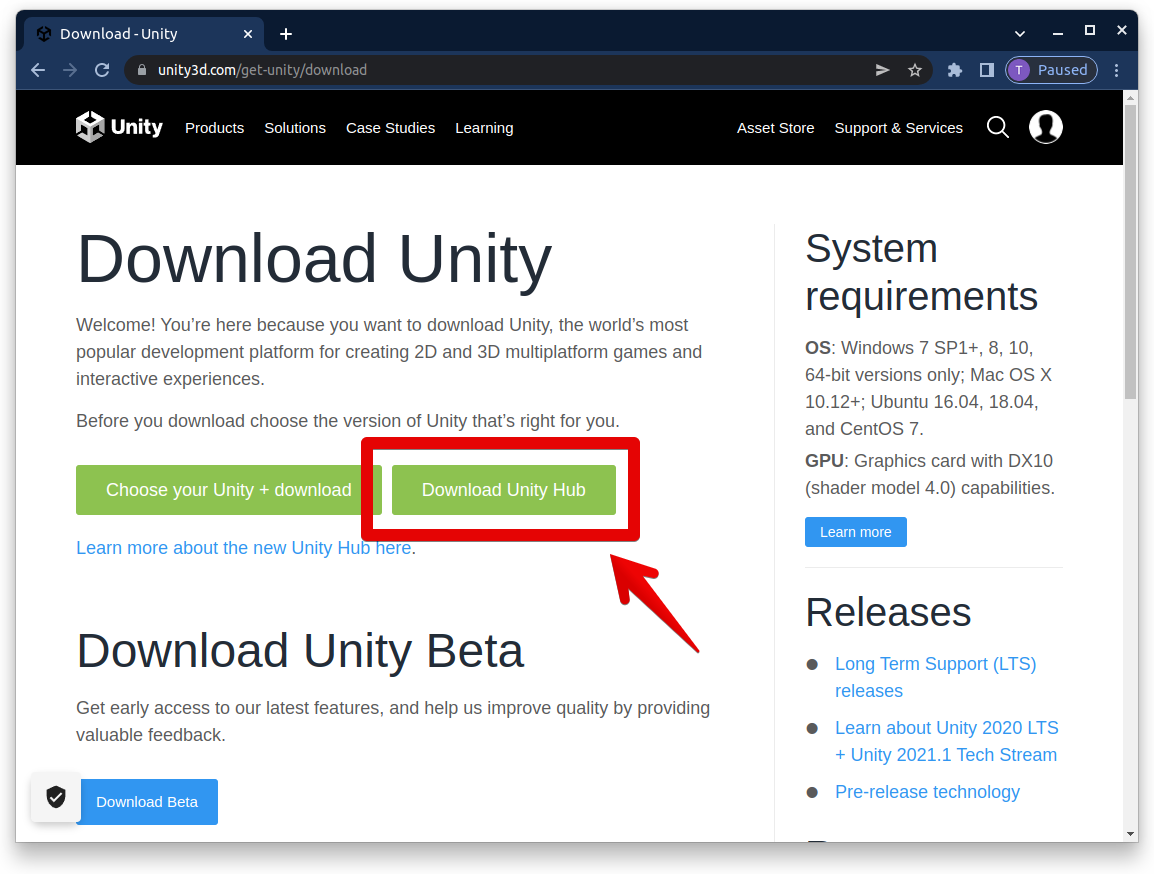 Download - Unity
unity3d.com/get-unity/download
T Paused
Unity Products Solutions Case Studies Learning Asset Store Support & Services
Download Unity
Welcome! You’re here because you want to download Unity, the world’s most
popular development platform for creating 2D and 3D multiplatform games and
interactive experiences.
Before you download choose the version of Unity that’s right for you.
Choose your Unity + download
Download Unity Hub
Learn more about the new Unity Hub here.
Download Unity Beta
Get early access to our latest features, and help us improve quality by providing
valuable feedback.
Download Beta
System
requirements
OS: Windows 7 SP1+, 8, 10,
64-bit versions only; Mac OS X
10.12+; Ubuntu 16.04, 18.04,
and CentOS 7.
GPU: Graphics card with DX10
(shader model 4.0) capabilities.
Learn more
Releases
Long Term Support (LTS)
releases
Learn about Unity 2020 LTS
+ Unity 2021.1 Tech Stream
Pre-release technology